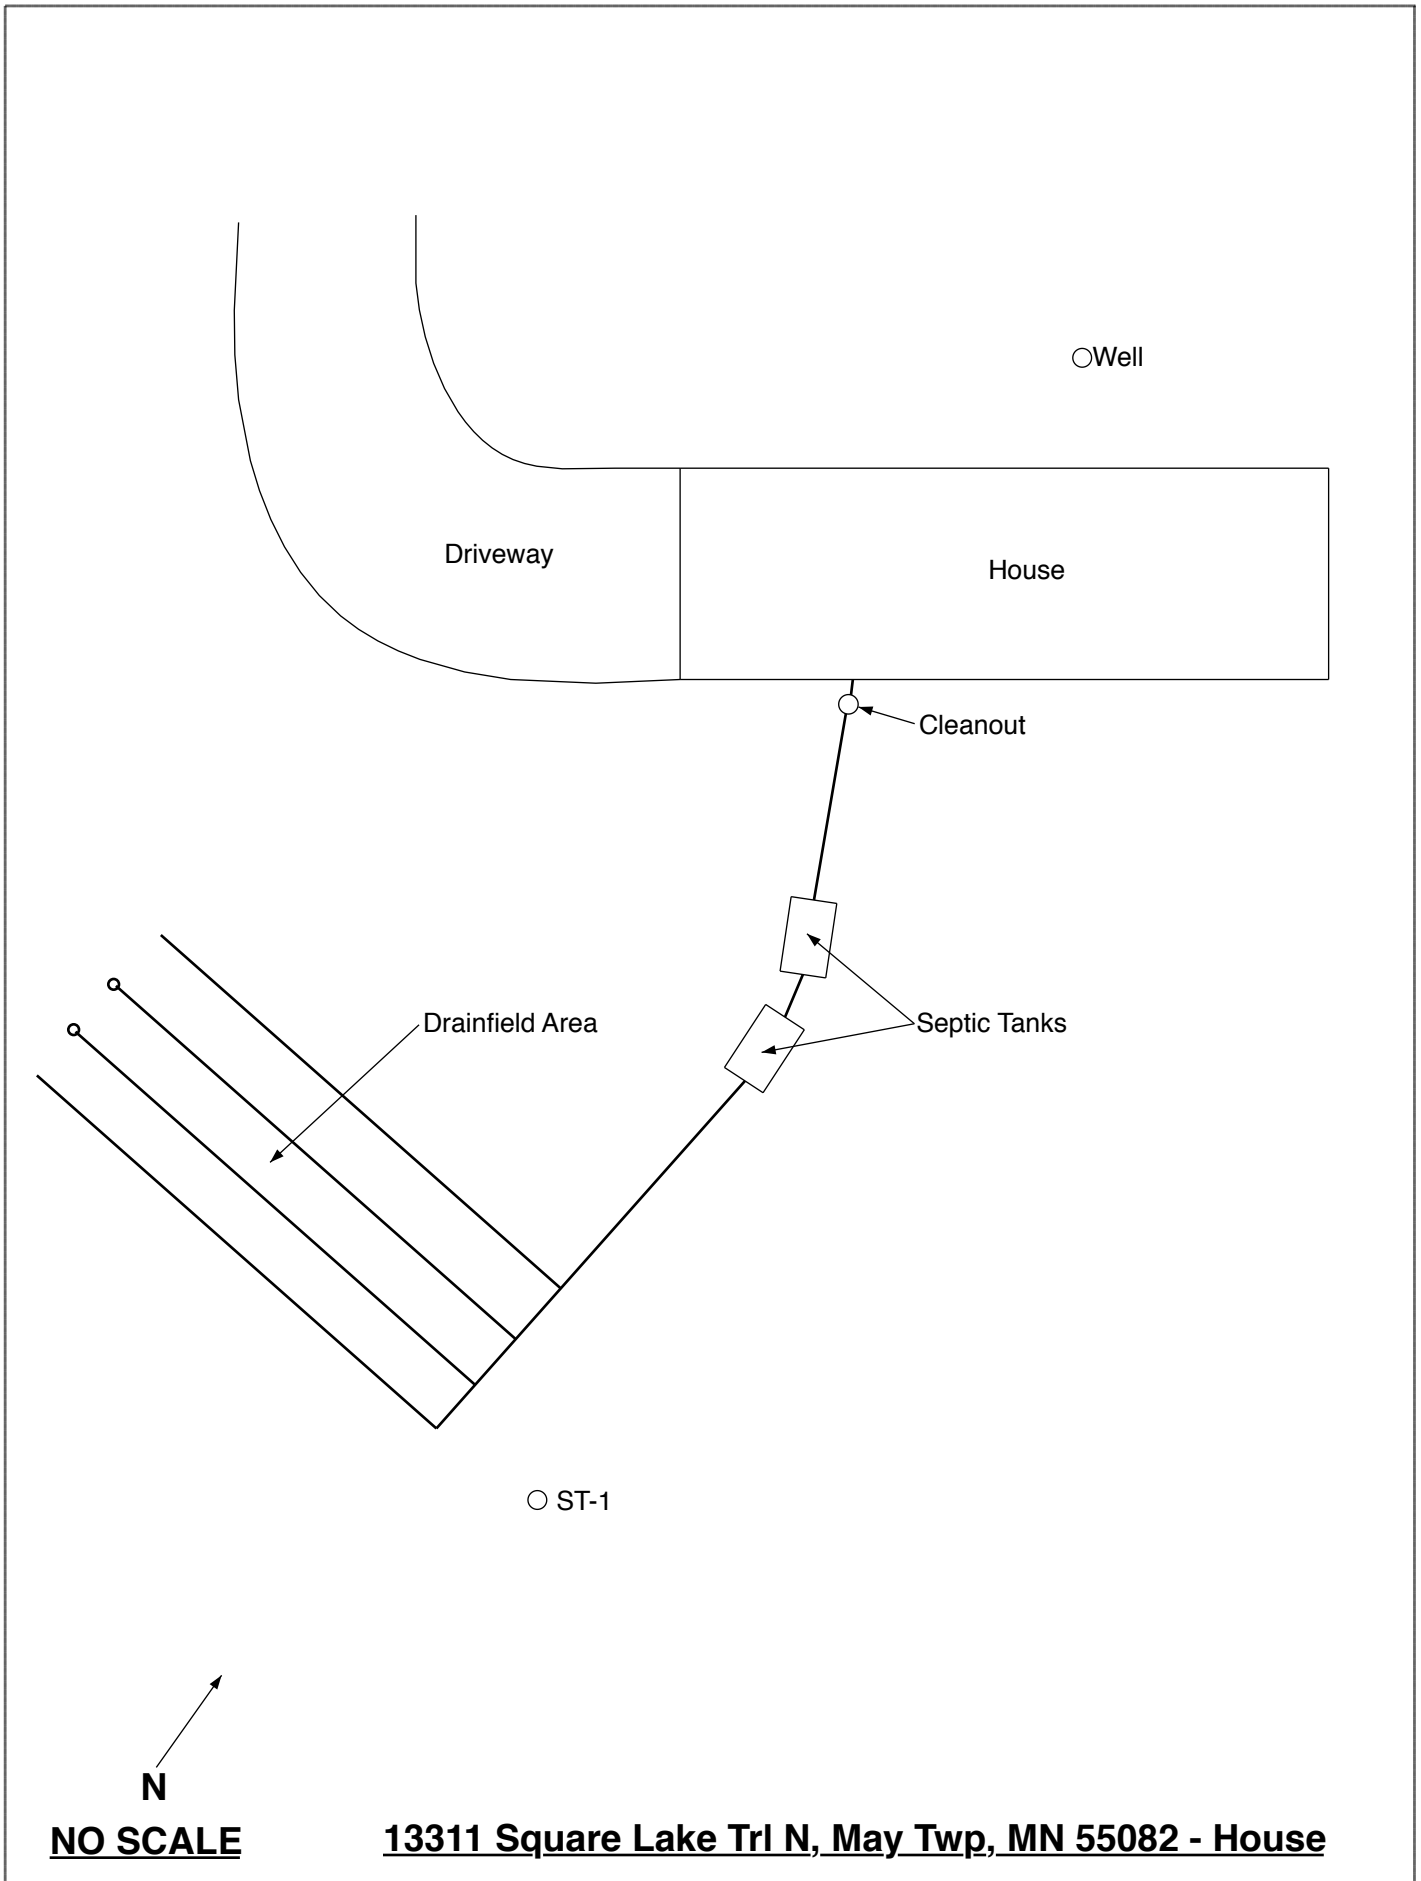 Well
Driveway
House
Cleanout
Drainfield Area
Septic Tanks
ST-1
N
NO SCALE
13311 Square Lake Trl N, May Twp, MN 55082 - House